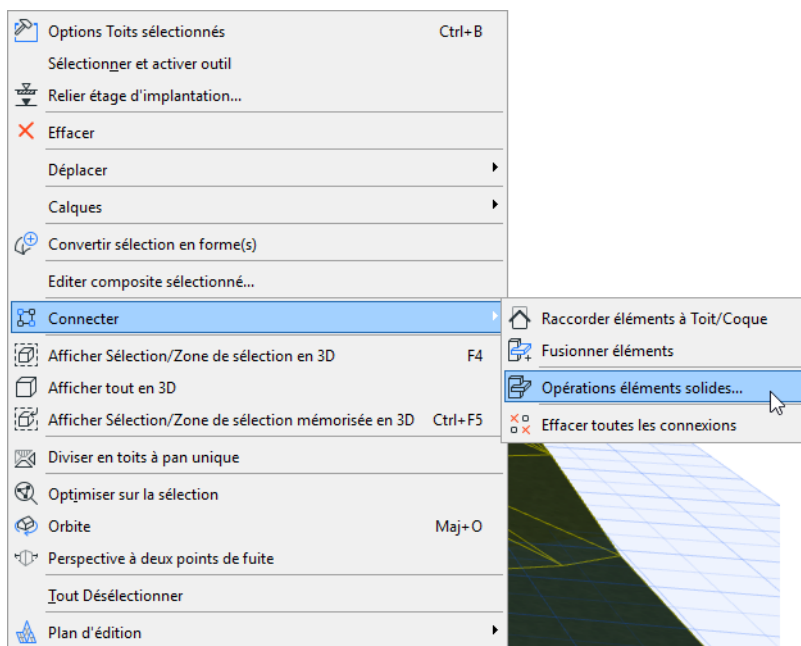 Options Toits sélectionnés Ctrl+B
Sélectionner et activer outil
Relier étage d'implantation...
Effacer
Déplacer
Calques
Convertir sélection en forme(s)
Editer composite sélectionné...
Connecter
Afficher Sélection/Zone de sélection en 3D F4
Afficher tout en 3D
Afficher Sélection/Zone de sélection mémorisée en 3D Ctrl+F5
Diviser en toits à pan unique
Optimiser sur la sélection
Orbite Maj+O
Perspective à deux points de fuite
Tout Désélectionner
Plan d'édition
Raccorder éléments à Toit/Coque
Fusionner éléments
Opérations éléments solides...
Effacer toutes les connexions